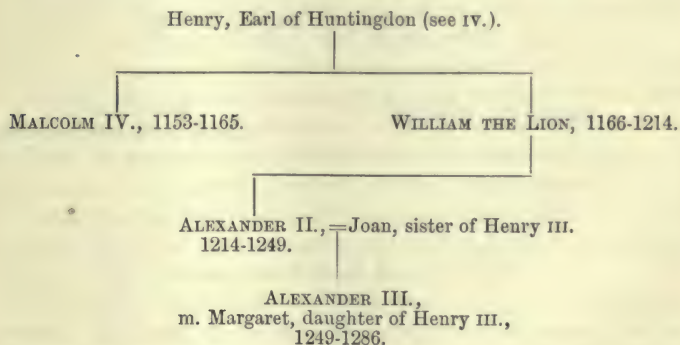 Henry, Earl of Huntingdon (see IV.).
MALCOLM IV., 1153-1165.
WILLIAM THE LION, 1166-1214.
ALEXANDER II., =Joan, sister of Henry III.
1214-1249.
ALEXANDER III.,
m. Margaret, daughter of Henry III.,
1249-1286.